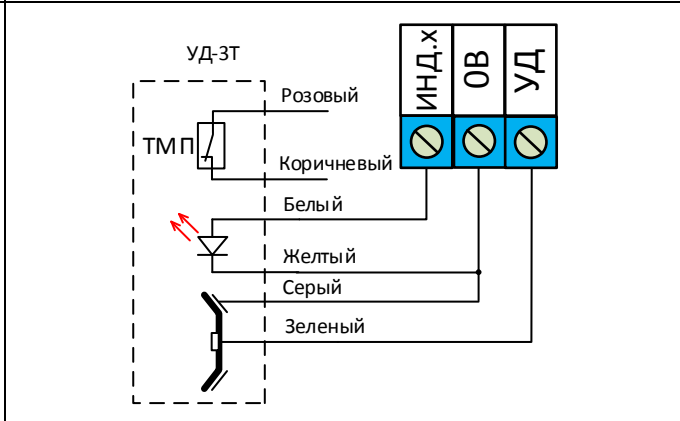 УД-3Т
ИНД.х
0В
УД
Розовый
ТМП
Коричневый
Белый
Желтый
Серый
Зеленый